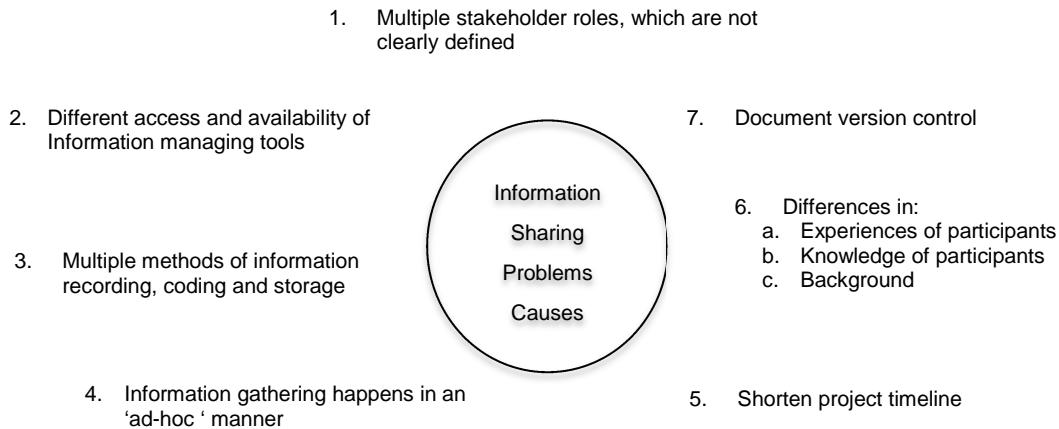 1. Multiple stakeholder roles, which are not
clearly defined
2. Different access and availability of
Information managing tools
3. Multiple methods of information
recording, coding and storage
4. Information gathering happens in an
‘ad-hoc ‘ manner
Information
Sharing
Problems
Causes
7. Document version control
6. Differences in:
a. Experiences of participants
b. Knowledge of participants
c. Background
5. Shorten project timeline